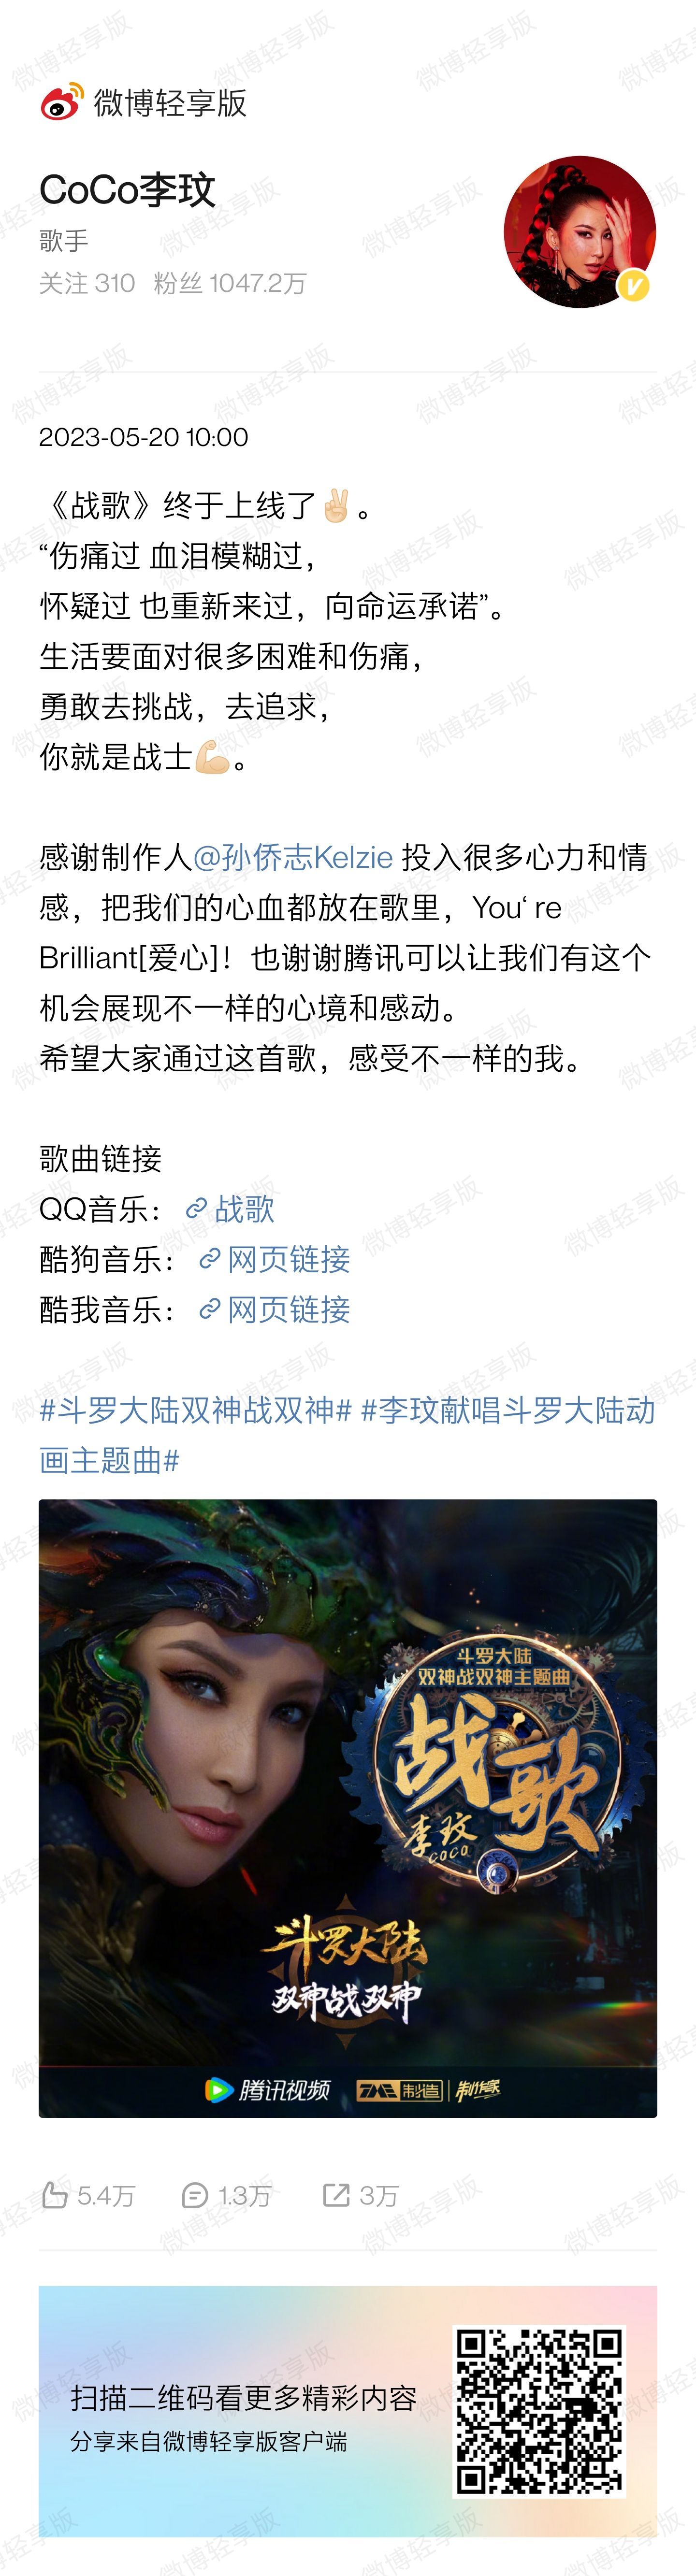 微博轻享版
CoCo李玟
歌手
关注 310 粉丝 1047.2万
2023-05-20 10:00
《战歌》终于上线了✌🏻。
“伤痛过 血泪模糊过，
怀疑过 也重新来过，向命运承诺”。
生活要面对很多困难和伤痛，
勇敢去挑战，去追求，
你就是战士💪🏻。
感谢制作人@孙侨志Kelzie 投入很多心力和情
感，把我们的心血都放在歌里，You‘ re
Brilliant[爱心]！也谢谢腾讯可以让我们有这个
机会展现不一样的心境和感动。
希望大家通过这首歌，感受不一样的我。
歌曲链接
QQ音乐： 战歌
酷狗音乐： 网页链接
酷我音乐： 网页链接
#斗罗大陆双神战双神# #李玟献唱斗罗大陆动
画主题曲#
斗罗大陆
双神战双神主题曲
战歌
李玟
COCO
斗罗大陆
双神战双神
腾讯视频 TME 制造 制作家
5.4万 1.3万 3万
扫描二维码看更多精彩内容
分享来自微博轻享版客户端